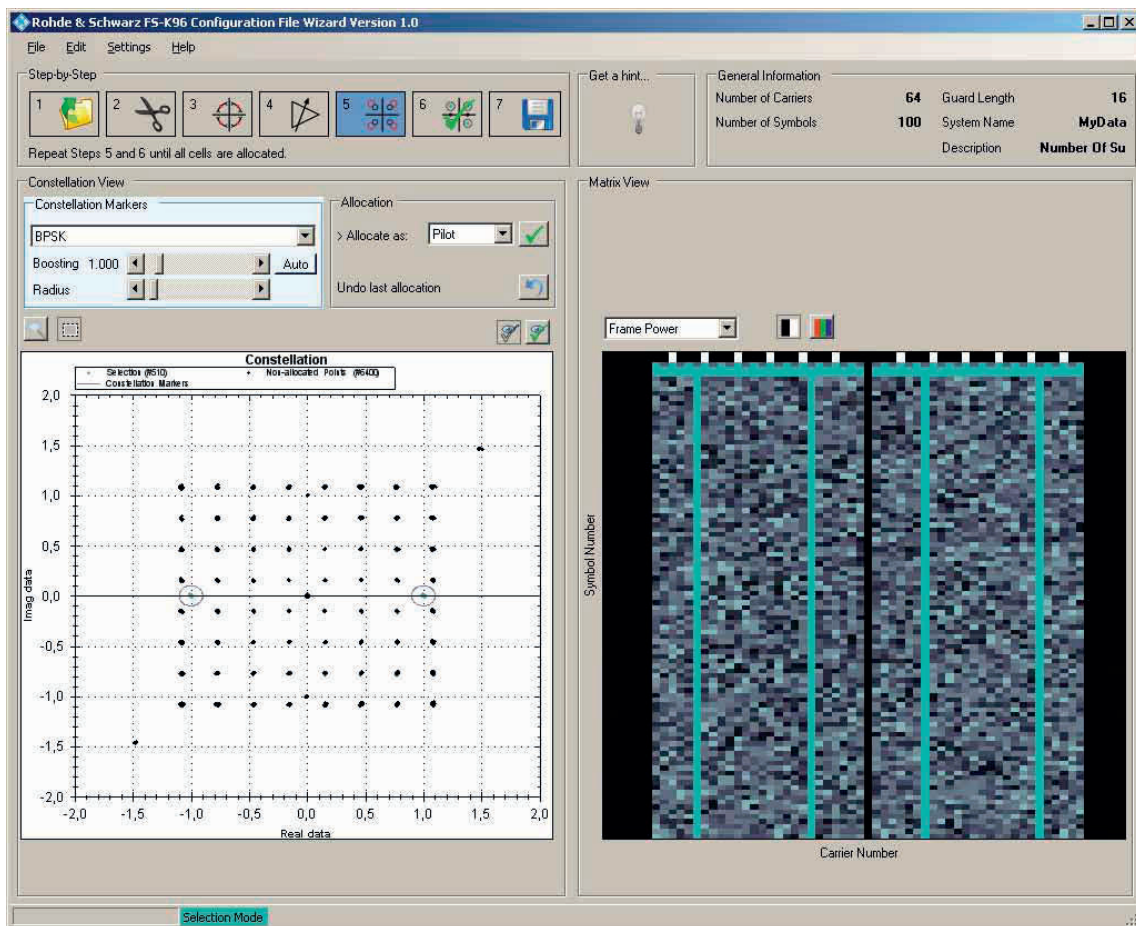 Rohde & Schwarz FS-K96 Configuration File Wizard Version 1.0
File Edit Settings Help
Step-by-Step
1 2 3 4 5 6 7
Repeat Steps 5 and 6 until all cells are allocated.
Get a hint...
General Information
Number of Carriers 64 Guard Length 16
Number of Symbols 100 System Name MyData
Description Number Of Su
Constellation View
Constellation Markers
BPSK
Boosting 1.000 Auto
Radius
Allocation
> Allocate as: Pilot
Undo last allocation
Constellation
Selection (#510) Non-allocated Points (#6400)
Constellation Markers
2,0
1,5
1,0
0,5
0,0
-0,5
-1,0
-1,5
-2,0
Imag data
-2,0 -1,5 -1,0 -0,5 0,0 0,5 1,0 1,5 2,0
Real data
Matrix View
Frame Power
Symbol Number
Carrier Number
Selection Mode